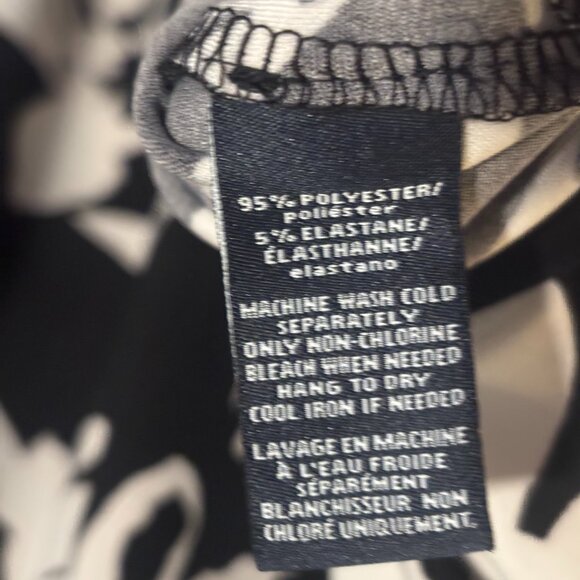 95% POLYESTER/
poliéster
5% ELASTANE/
ÉLASTHANNE/
elastano
MACHINE WASH COLD
SEPARATELY
ONLY NON-CHLORINE
BLEACH WHEN NEEDED
HANG TO DRY
COOL IRON IF NEEDED
LAVAGE EN MACHINE
À L'EAU FROIDE
SÉPARÉMENT
BLANCHISSEUR NON
CHLORÉ UNIQUEMENT.